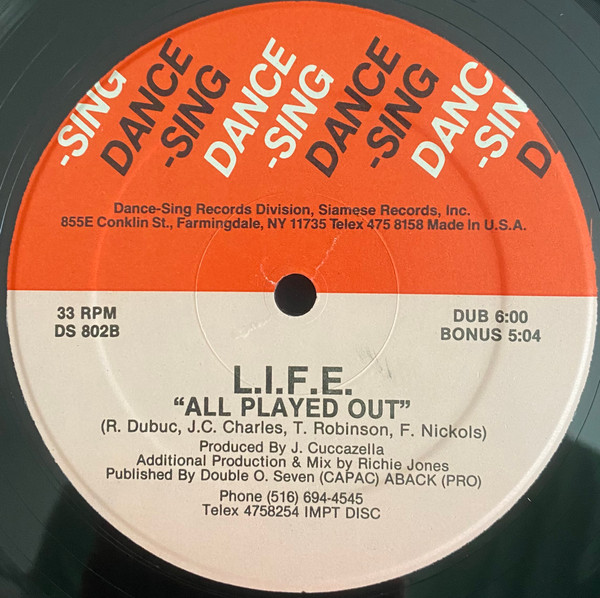 -SING DANCE -SING DANCE -SING DANCE -SING DANC -SING D
Dance-Sing Records Division, Siamese Records, Inc.
855E Conklin St., Farmingdale, NY 11735 Telex 475 8158 Made In U.S.A.
33 RPM
DS 802B
DUB 6:00
BONUS 5:04
L.I.F.E.
“ALL PLAYED OUT”
(R. Dubuc, J.C. Charles, T. Robinson, F. Nickols)
Produced By J. Cuccazella
Additional Production & Mix by Richie Jones
Published By Double O. Seven (CAPAC) ABACK (PRO)
Phone (516) 694-4545
Telex 4758254 IMPT DISC